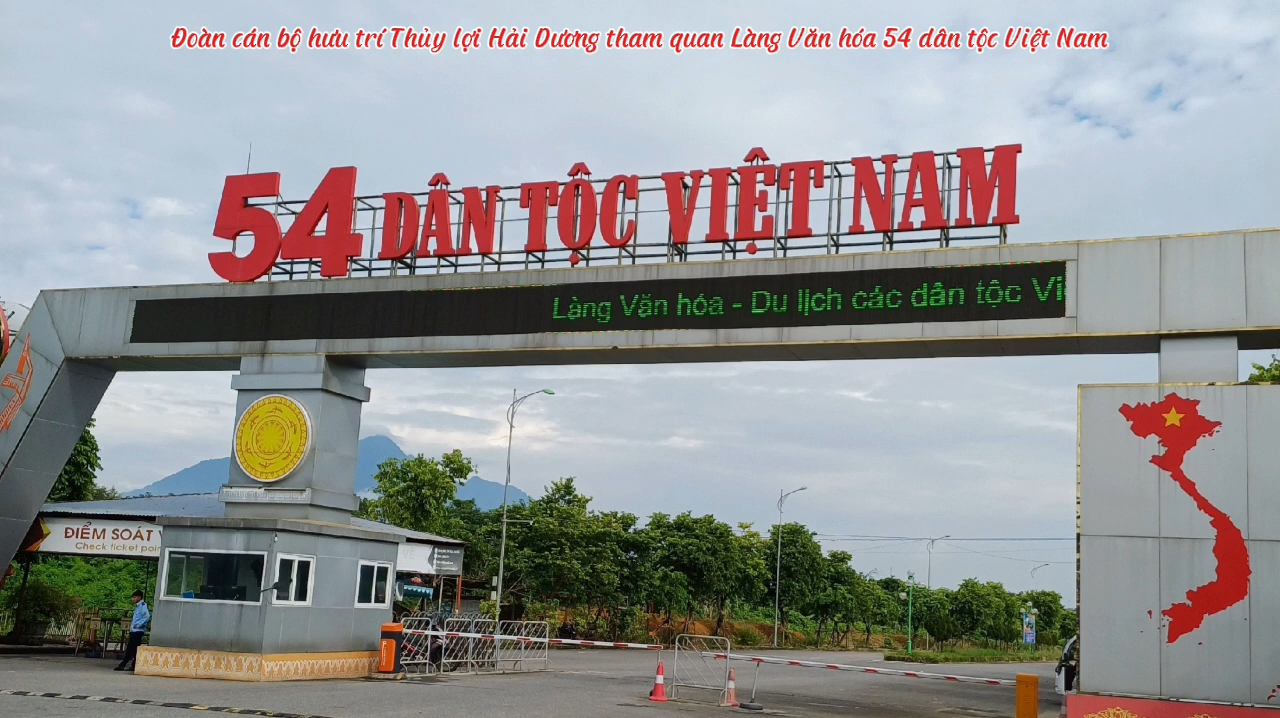 Đoàn cán bộ hưu trí Thủy lợi Hải Dương tham quan Làng Văn hóa 54 dân tộc Việt Nam
54 DÂN TỘC VIỆT NAM
Làng Văn hóa - Du lịch các dân tộc Vi
ĐIỂM SOÁT
Check ticket poin